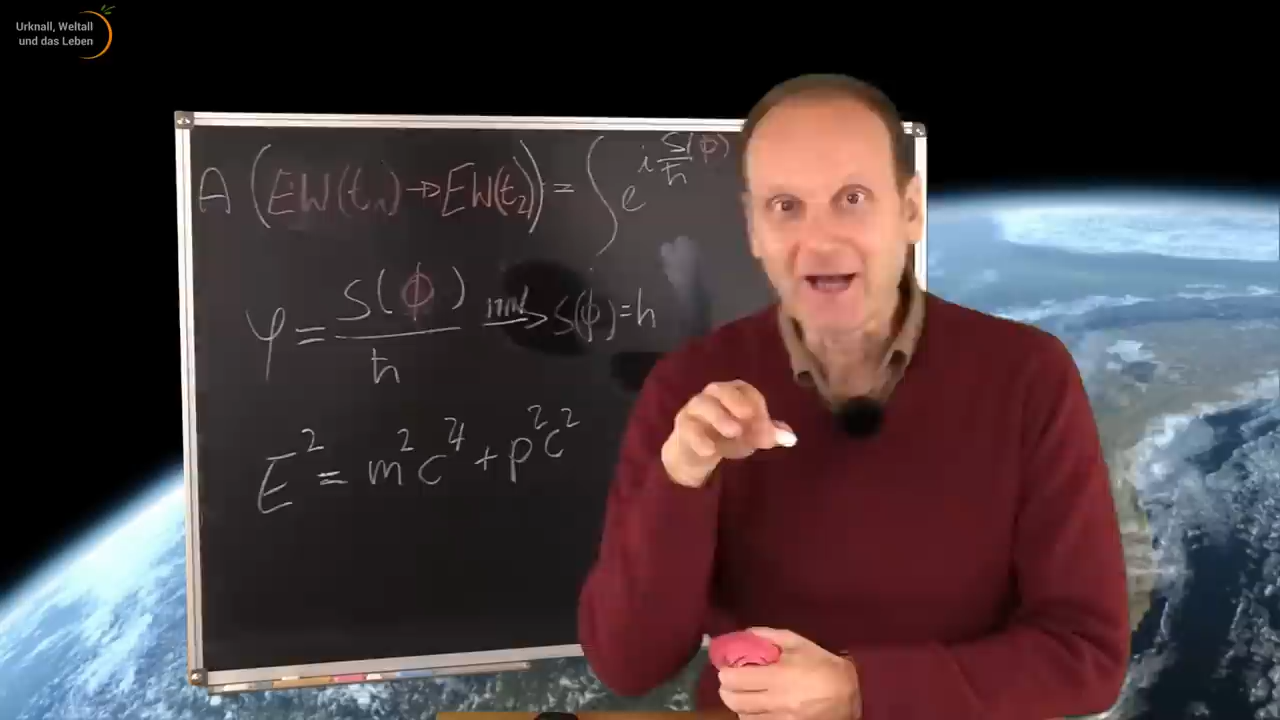 Urknall, Weltall
und das Leben
A (EW(t₁) → EW(t₂)) = ∫ e^{i S(ϕ)/ħ}
φ = S(ϕ)/ħ ⟶ S(ϕ) = h
E² = m²c⁴ + p²c²